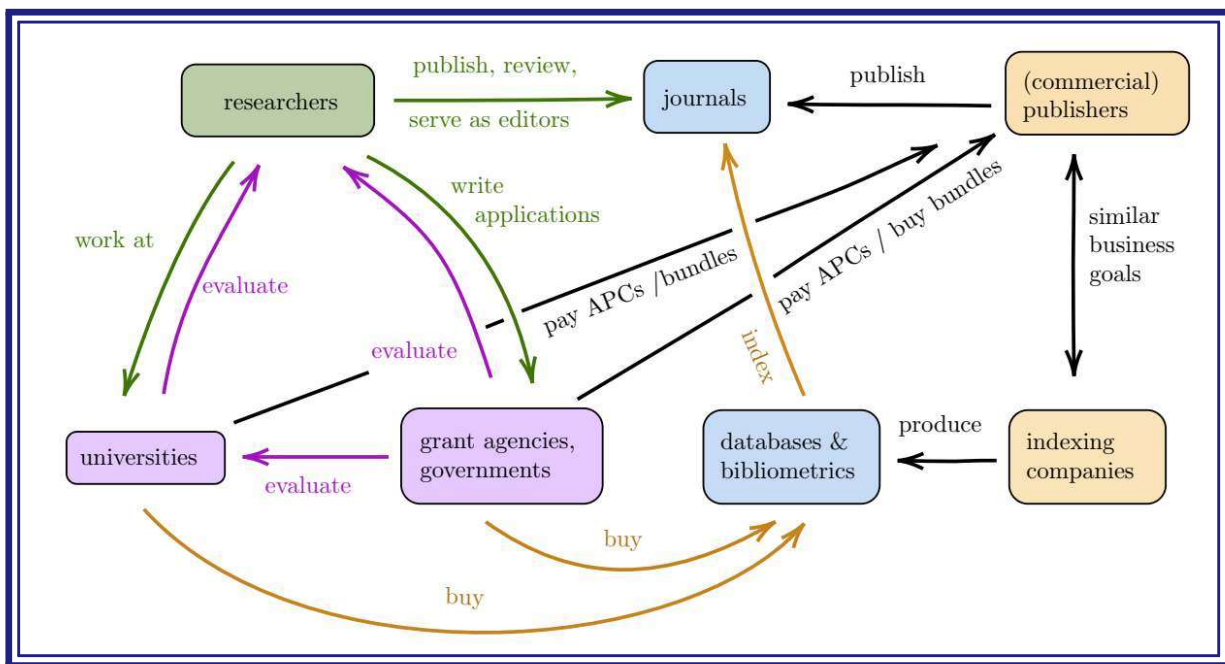 researchers
publish, review,
serve as editors
journals
publish
(commercial)
publishers
work at
evaluate
write
applications
evaluate
pay APCs /bundles
pay APCs / buy bundles
similar
business
goals
index
universities
evaluate
grant agencies,
governments
databases &
bibliometrics
produce
indexing
companies
buy
buy